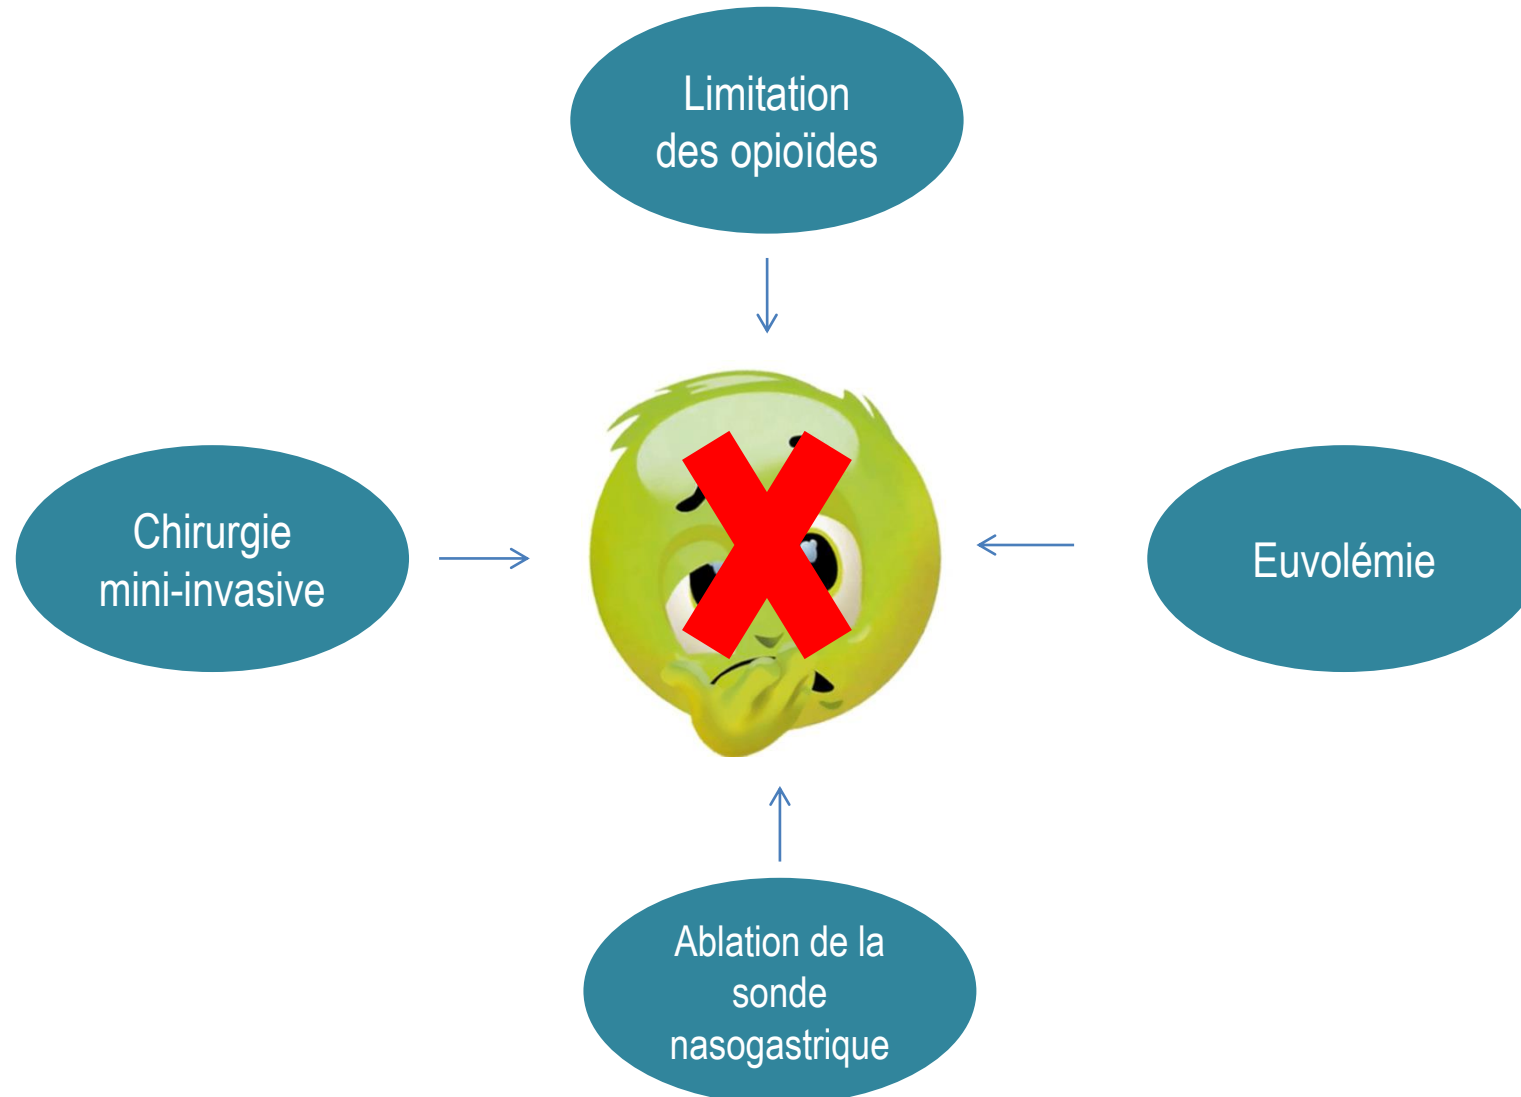 Limitation
des opioïdes
Chirurgie
mini-invasive
Euvolémie
Ablation de la
sonde
nasogastrique